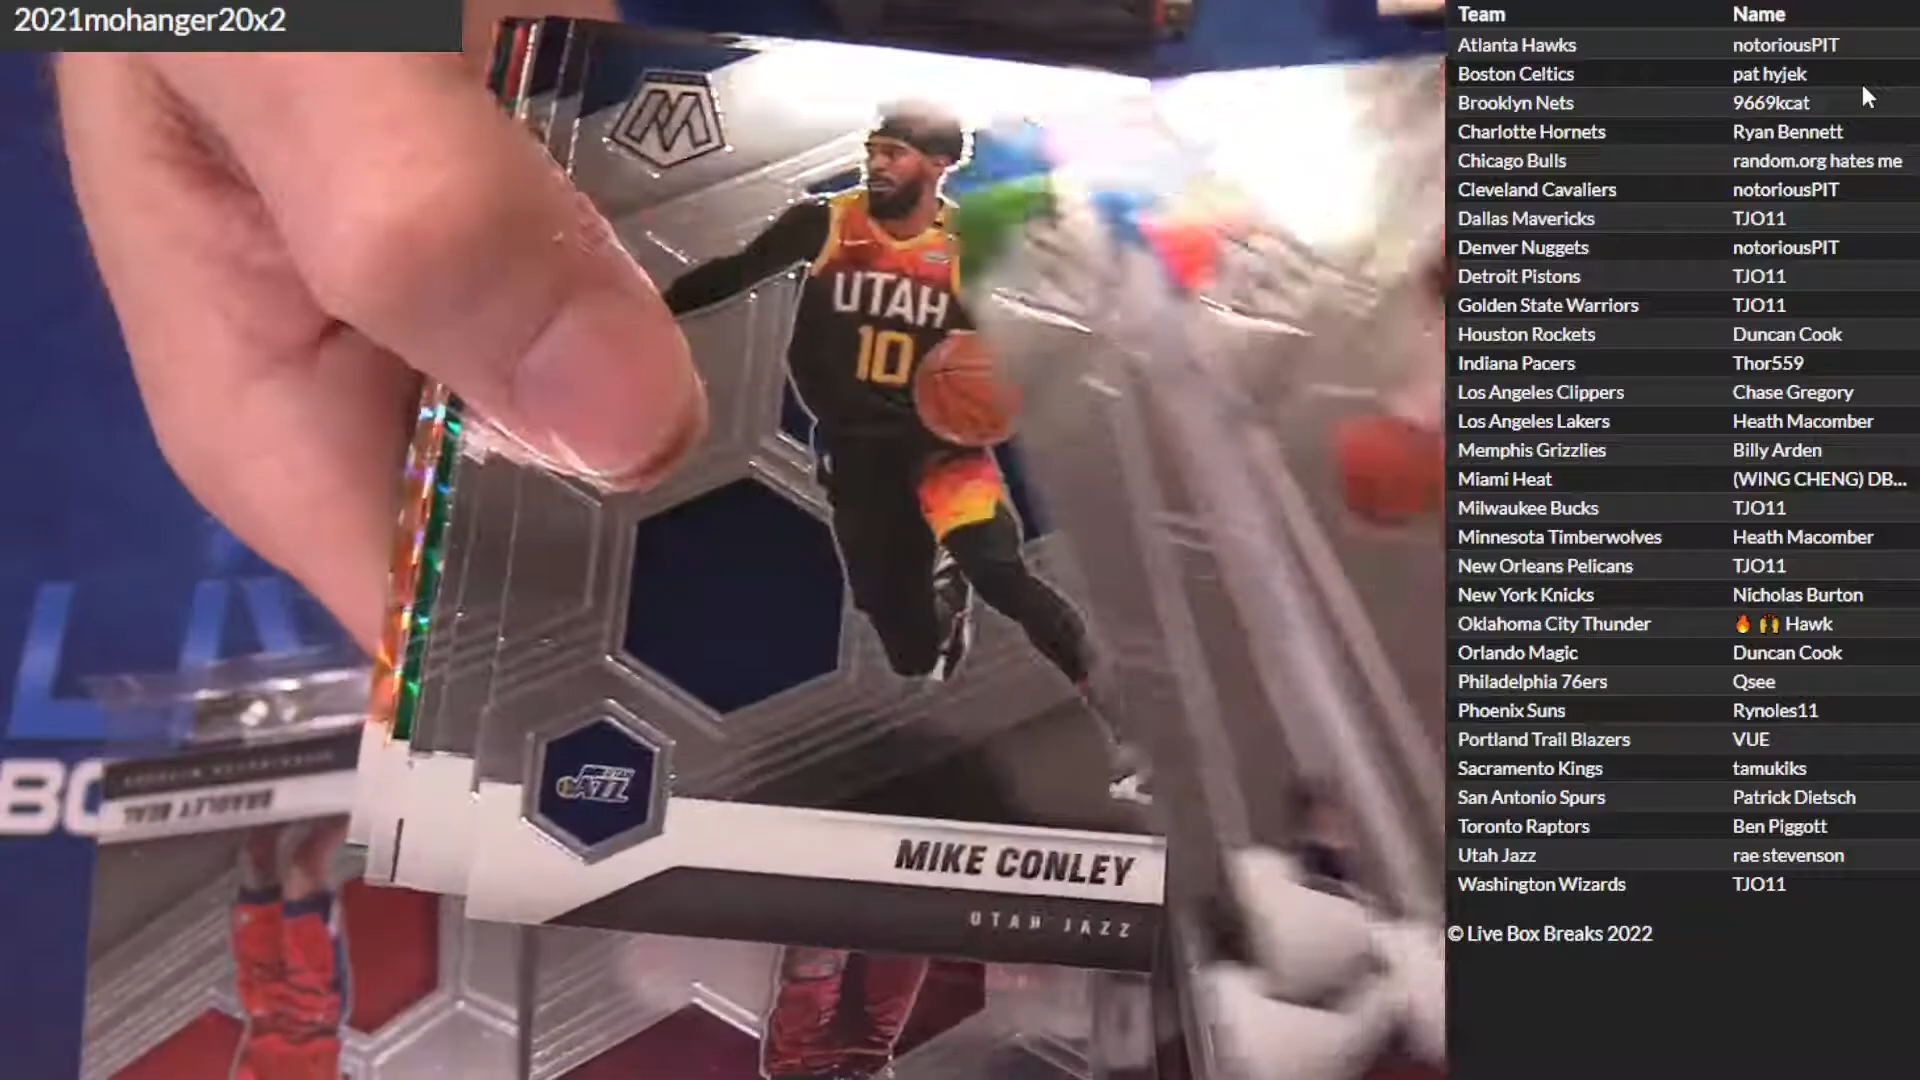 2021mohanger20x2
UTAH
10
JAZZ
MIKE CONLEY
UTAH JAZZ
BRADLEY BEAL
Team Name
Atlanta Hawks notoriousPIT
Boston Celtics pat hyjek
Brooklyn Nets 9669kcat
Charlotte Hornets Ryan Bennett
Chicago Bulls random.org hates me
Cleveland Cavaliers notoriousPIT
Dallas Mavericks TJO11
Denver Nuggets notoriousPIT
Detroit Pistons TJO11
Golden State Warriors TJO11
Houston Rockets Duncan Cook
Indiana Pacers Thor559
Los Angeles Clippers Chase Gregory
Los Angeles Lakers Heath Macomber
Memphis Grizzlies Billy Arden
Miami Heat (WING CHENG) DB...
Milwaukee Bucks TJO11
Minnesota Timberwolves Heath Macomber
New Orleans Pelicans TJO11
New York Knicks Nicholas Burton
Oklahoma City Thunder 🔥 🙌 Hawk
Orlando Magic Duncan Cook
Philadelphia 76ers Qsee
Phoenix Suns Rynoles11
Portland Trail Blazers VUE
Sacramento Kings tamukiks
San Antonio Spurs Patrick Dietsch
Toronto Raptors Ben Piggott
Utah Jazz rae stevenson
Washington Wizards TJO11
© Live Box Breaks 2022